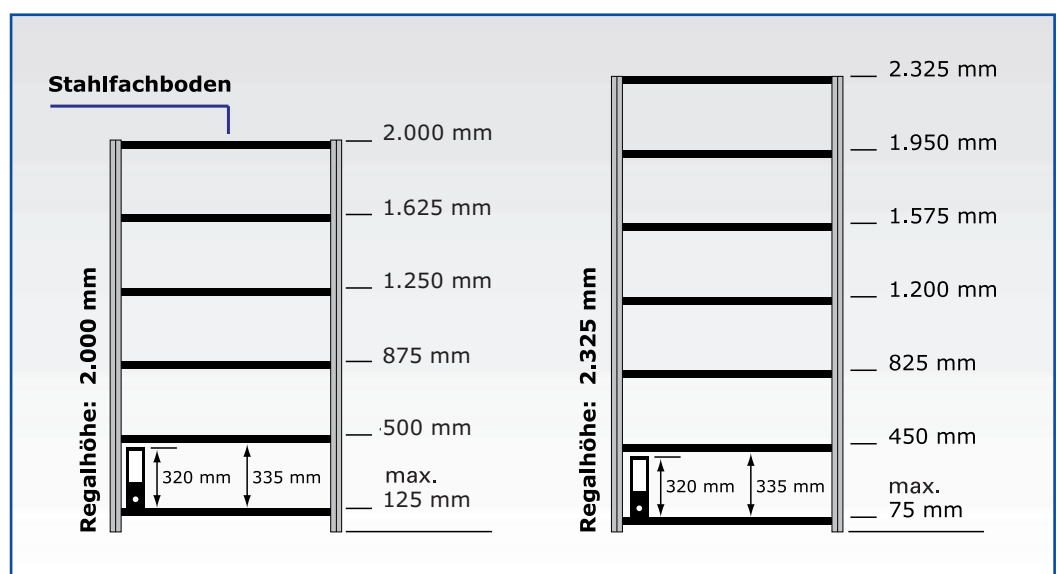 Stahlfachboden
2.000 mm
1.625 mm
1.250 mm
875 mm
500 mm
max.
125 mm
320 mm
335 mm
Regalhöhe: 2.000 mm
2.325 mm
1.950 mm
1.575 mm
1.200 mm
825 mm
450 mm
max.
75 mm
320 mm
335 mm
Regalhöhe: 2.325 mm